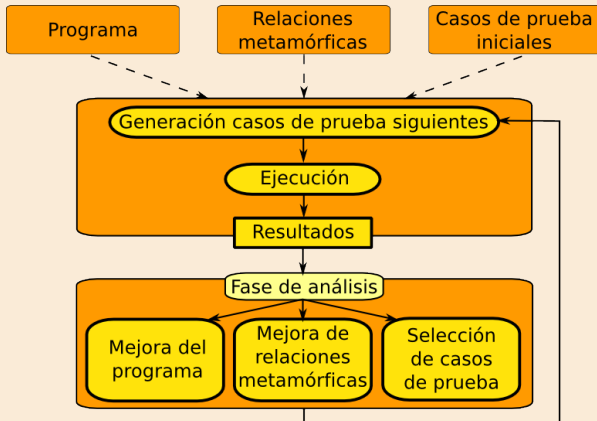 Programa
Relaciones
metamórficas
Casos de prueba
iniciales
Generación casos de prueba siguientes
Ejecución
Resultados
Fase de análisis
Mejora del
programa
Mejora de
relaciones
metamórficas
Selección
de casos
de prueba